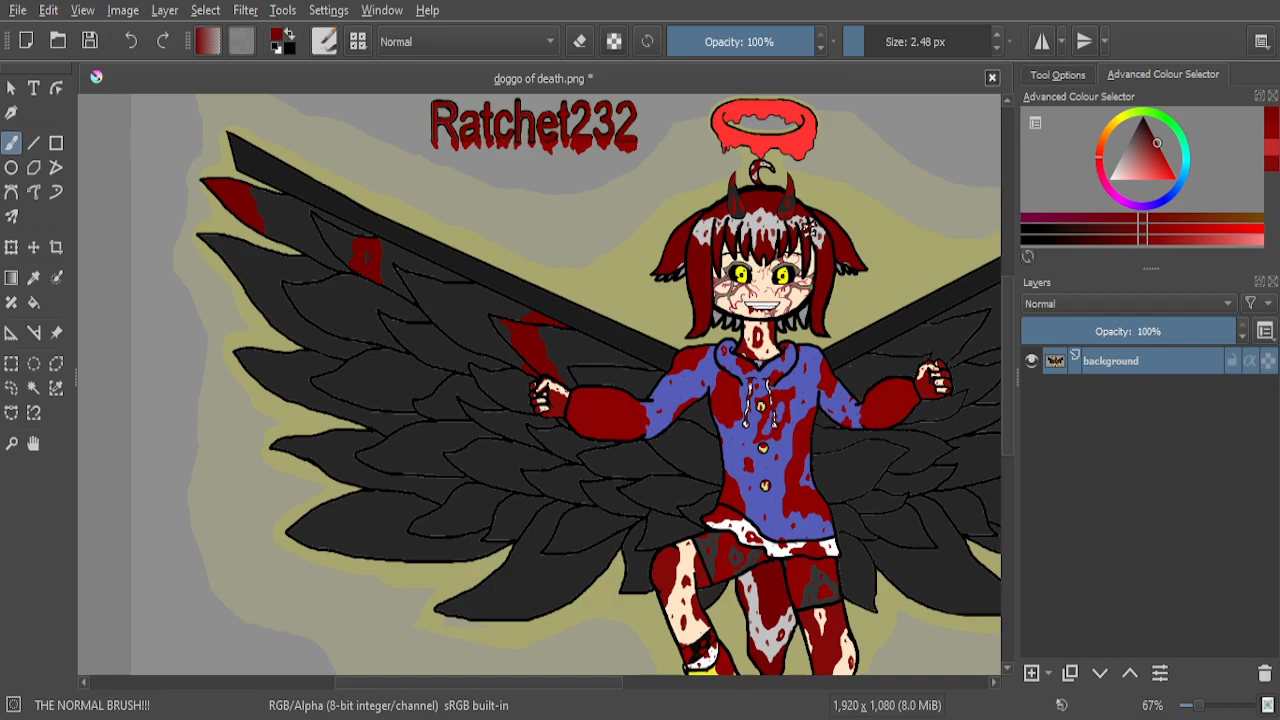 File Edit View Image Layer Select Filter Tools Settings Window Help
Normal Opacity: 100% Size: 2.48 px
doggo of death.png *
Tool Options Advanced Colour Selector
Advanced Colour Selector
Ratchet232
Layers
Normal
Opacity: 100%
background
THE NORMAL BRUSH!!! RGB/Alpha (8-bit integer/channel) sRGB built-in 1,920 x 1,080 (8.0 MiB) 67%